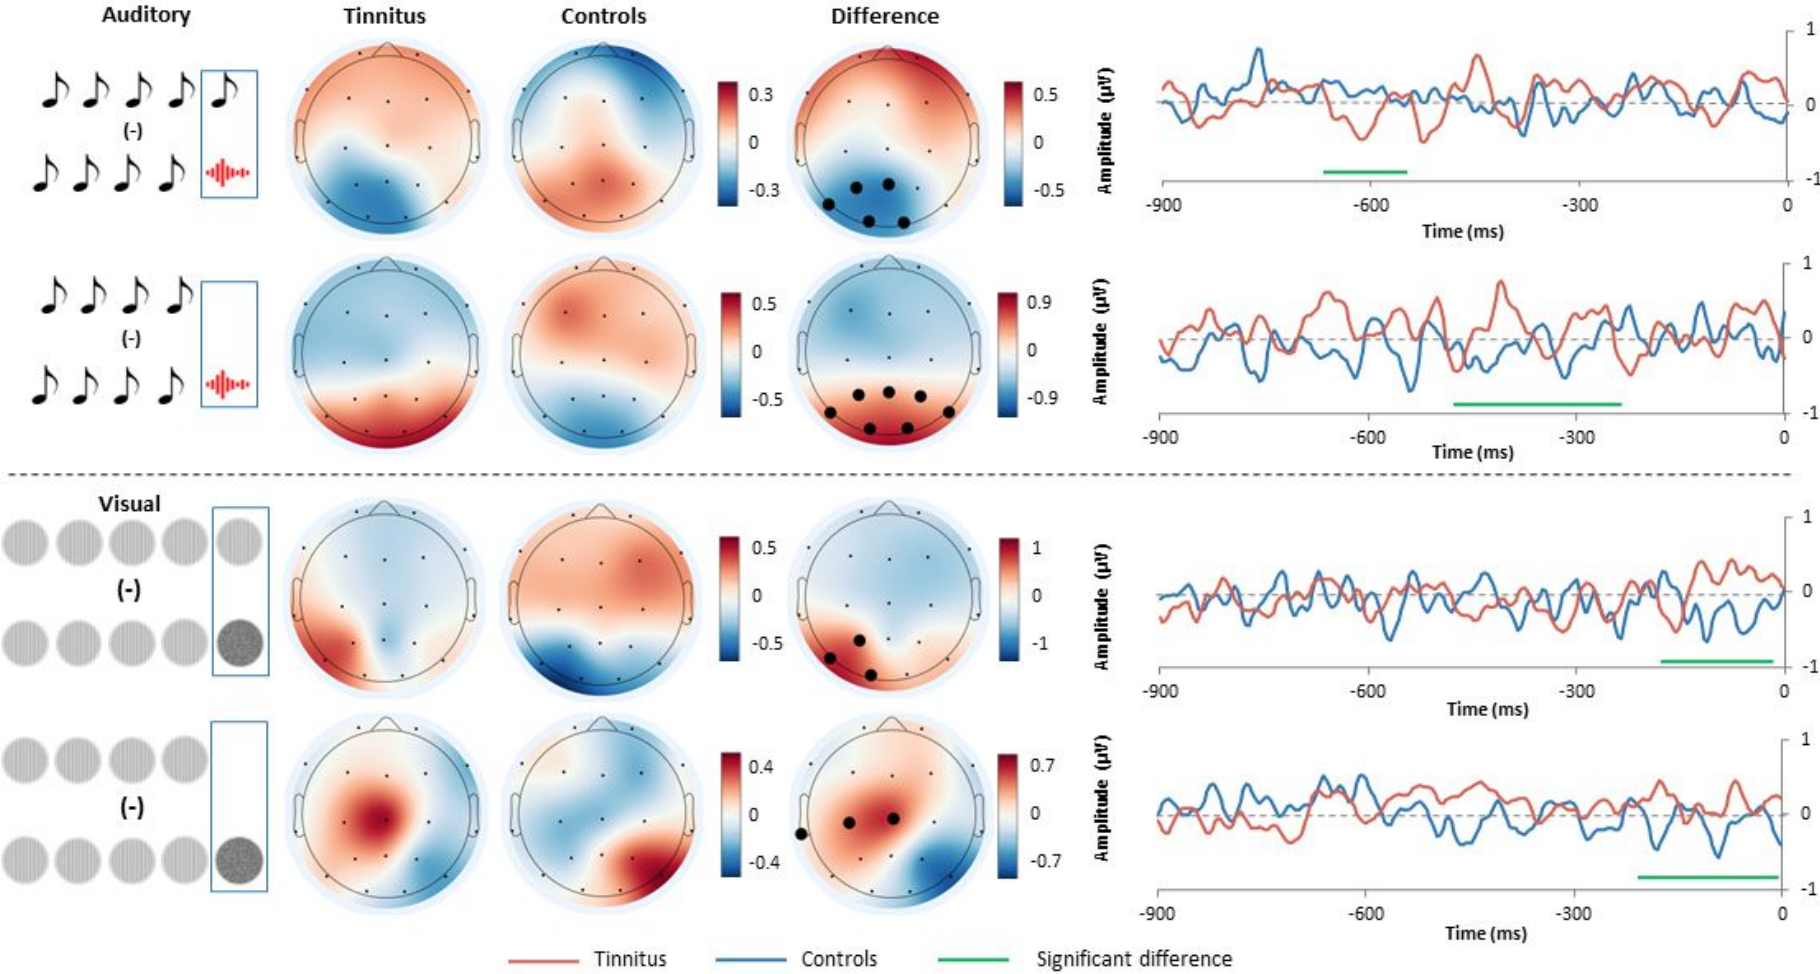 Auditory Tinnitus Controls Difference
(-)
0.3
0
-0.3
0.5
0
-0.5
Amplitude (µV)
1
0
-1
-900 -600 -300 0
Time (ms)
(-)
0.5
0
-0.5
0.9
0
-0.9
Amplitude (µV)
1
0
-1
-900 -600 -300 0
Time (ms)
Visual
(-)
0.5
0
-0.5
1
0
-1
Amplitude (µV)
1
0
-1
-900 -600 -300 0
Time (ms)
(-)
0.4
0
-0.4
0.7
0
-0.7
Amplitude (µV)
1
0
-1
-900 -600 -300 0
Time (ms)
Tinnitus Controls Significant difference